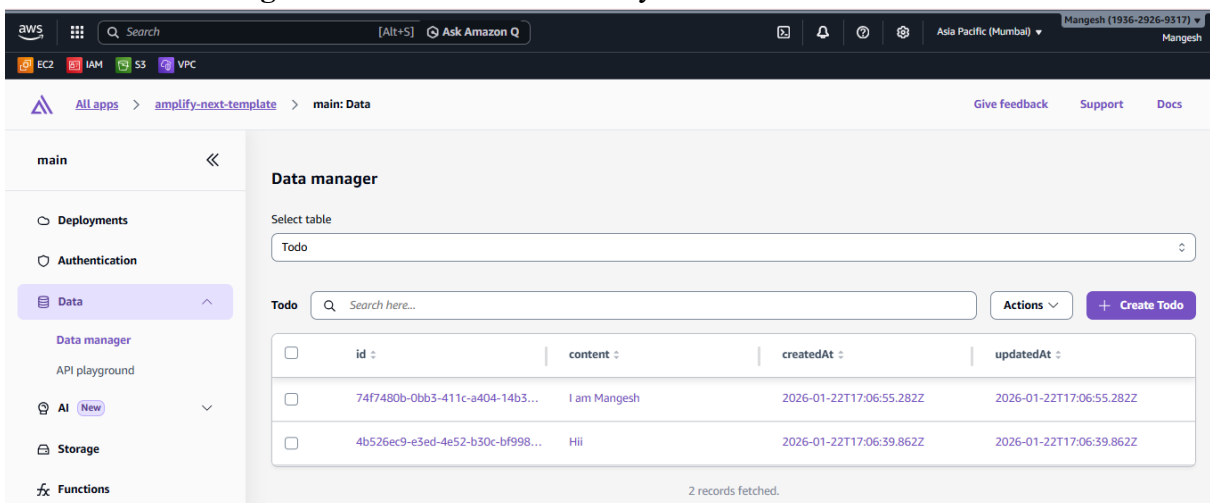 aws Search [Alt+S] Ask Amazon Q Asia Pacific (Mumbai) Mangesh (1936-2926-9317)
Mangesh
EC2 IAM S3 VPC
All apps > amplify-next-template > main: Data Give feedback Support Docs
main
Data manager
Select table
Todo
Deployments
Authentication
Data
Data manager
API playground
AI New
Storage
fx Functions
Todo Search here... Actions + Create Todo
id content createdAt updatedAt
74f7480b-0bb3-411c-a404-14b3... I am Mangesh 2026-01-22T17:06:55.282Z 2026-01-22T17:06:55.282Z
4b526ec9-e3ed-4e52-b30c-bf998... Hii 2026-01-22T17:06:39.862Z 2026-01-22T17:06:39.862Z
2 records fetched.